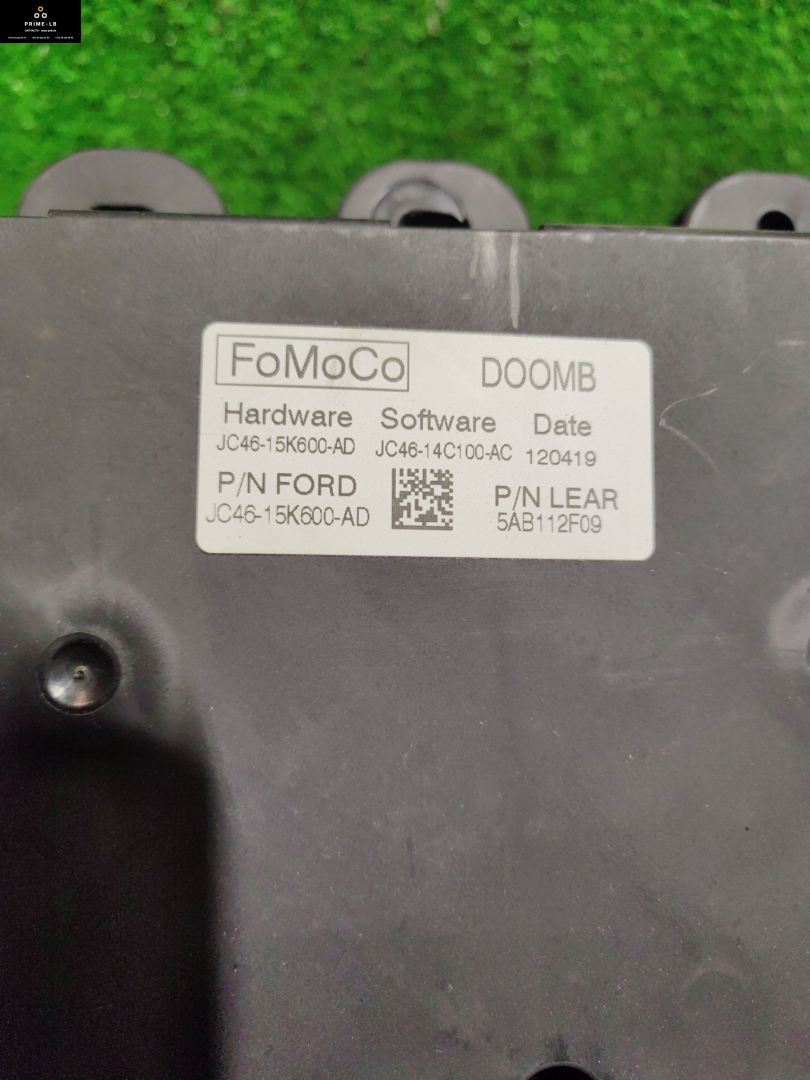 PRIME-LB
FoMoCo
DOOMB
Hardware Software Date
JC46-15K600-AD JC46-14C100-AC 120419
P/N FORD
P/N LEAR
JC46-15K600-AD
5AB112F09